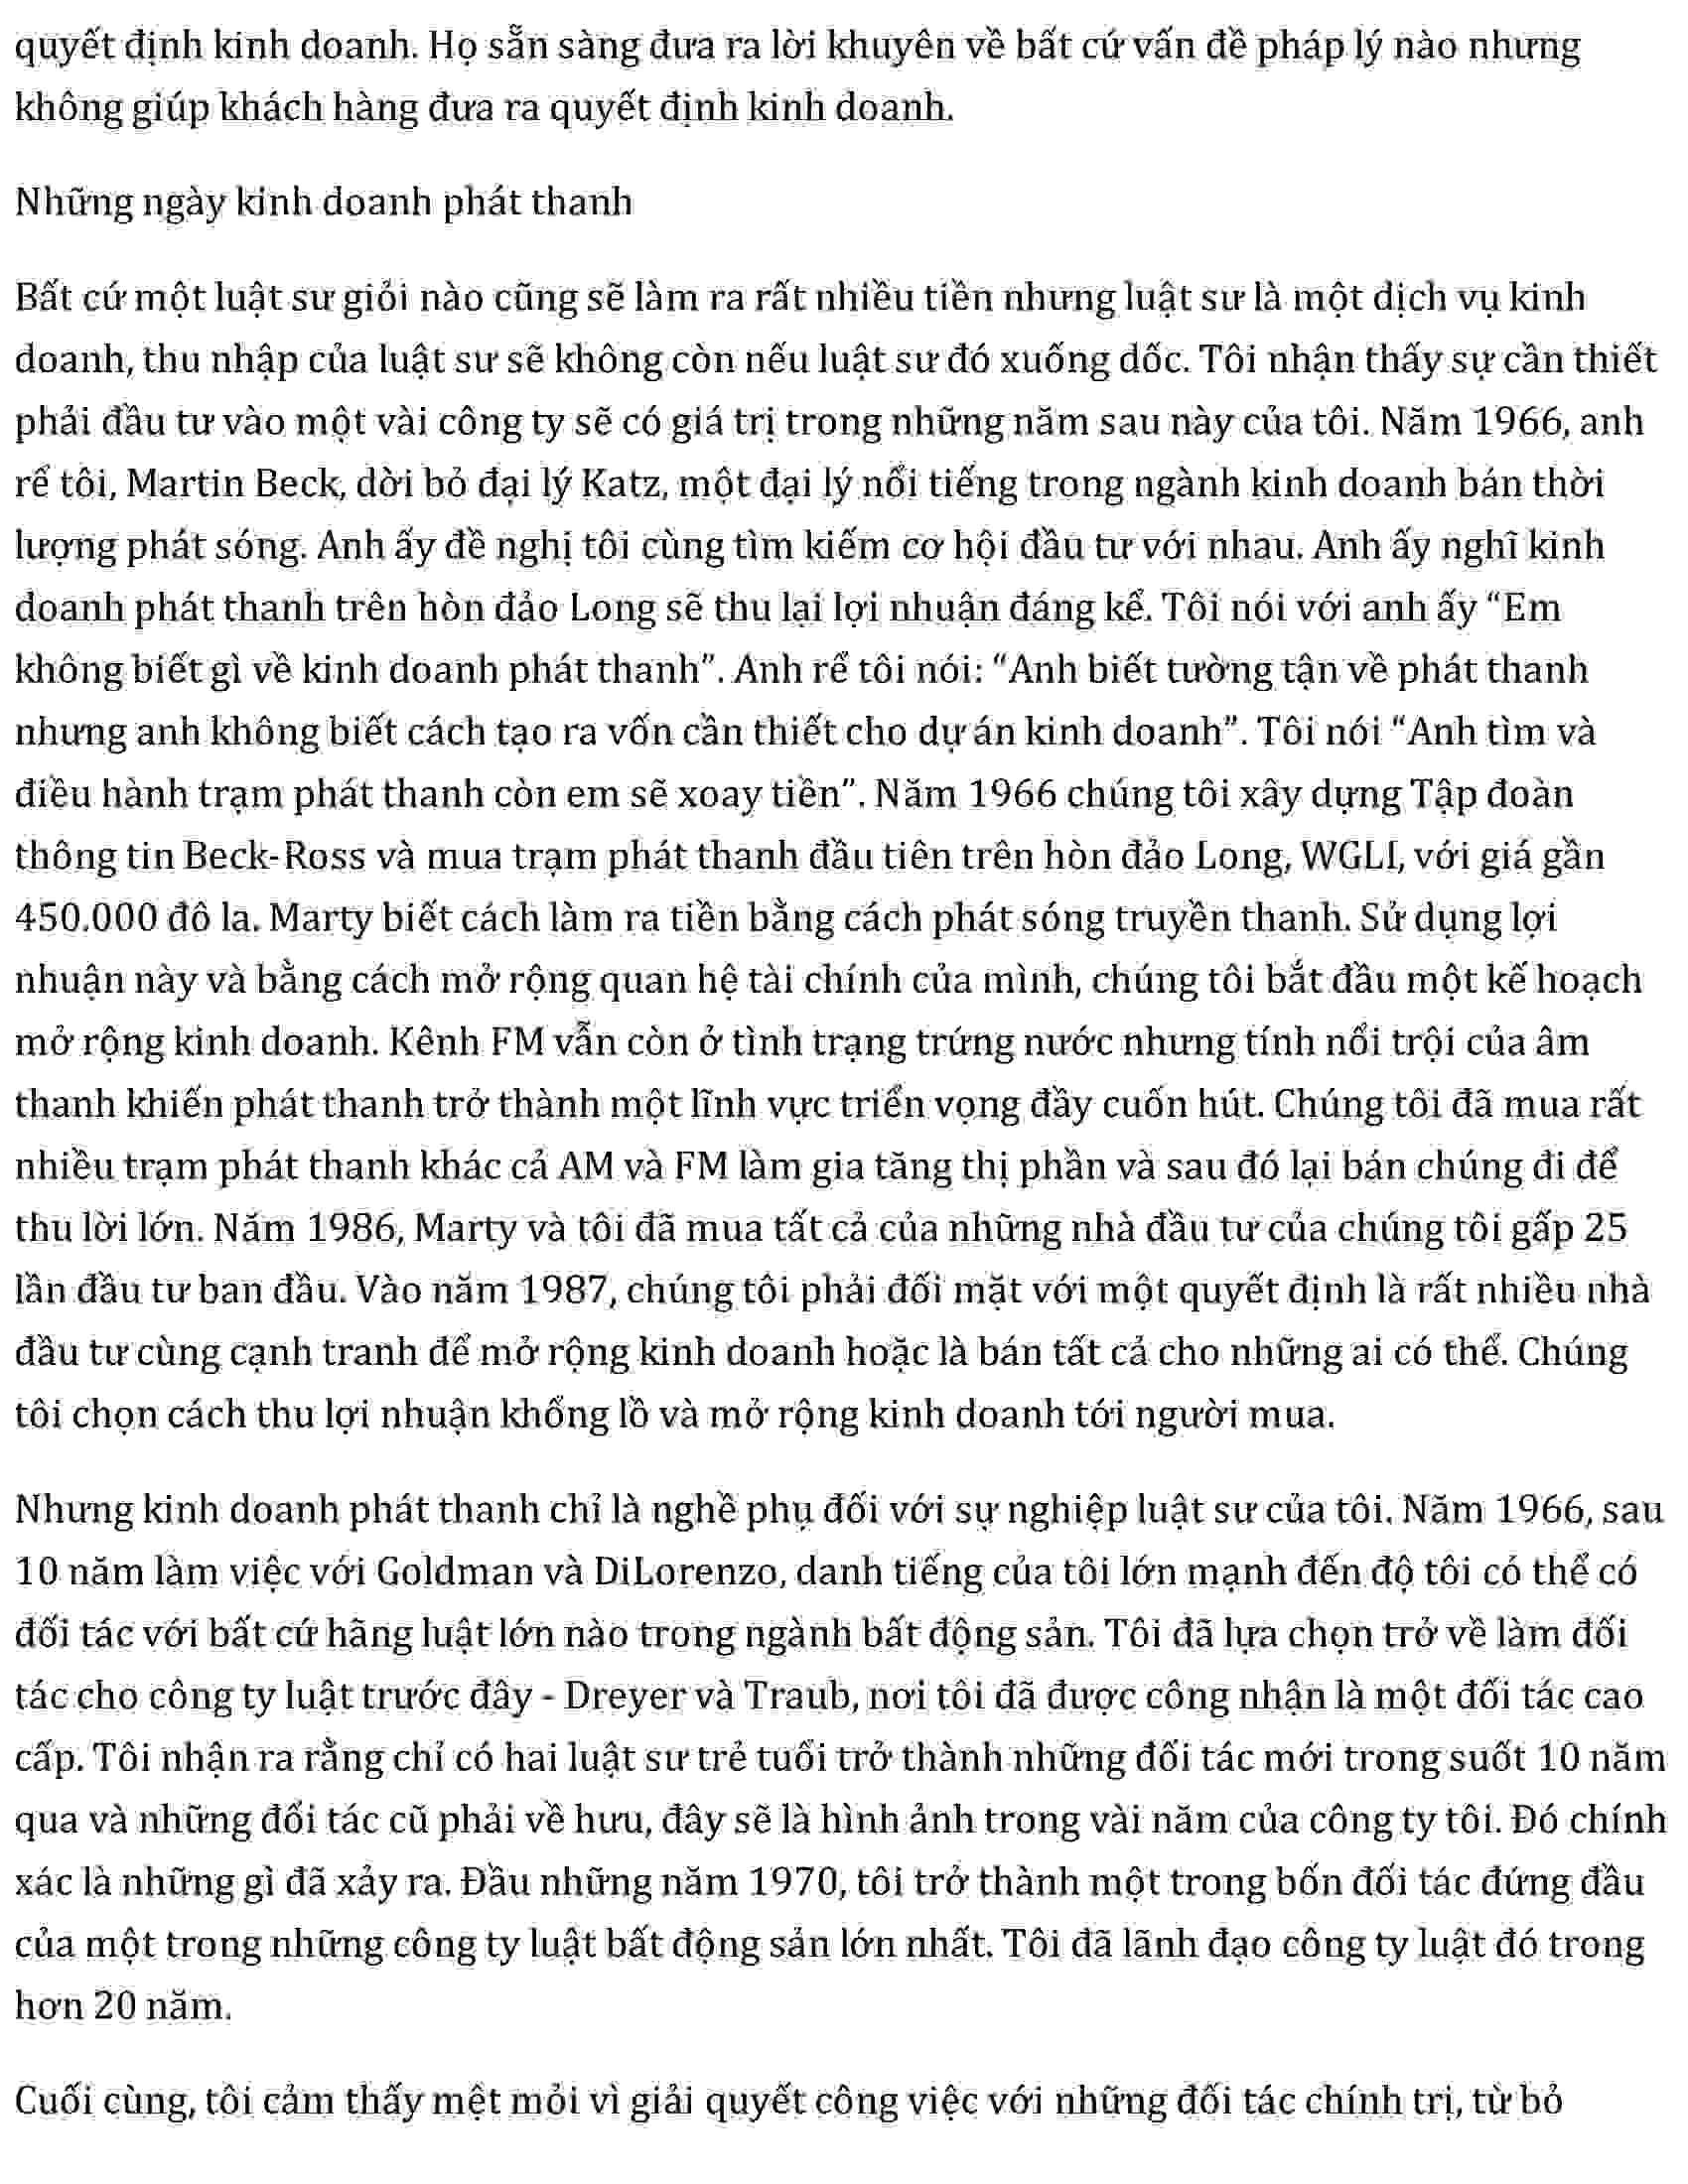 quyết định kinh doanh. Họ sẵn sàng đưa ra lời khuyên về bất cứ vấn đề pháp lý nào nhưng
không giúp khách hàng đưa ra quyết định kinh doanh.
Những ngày kinh doanh phát thanh
Bất cứ một luật sư giỏi nào cũng sẽ làm ra rất nhiều tiền nhưng luật sư là một dịch vụ kinh
doanh, thu nhập của luật sư sẽ không còn nếu luật sư đó xuống dốc. Tôi nhận thấy sự cần thiết
phải đầu tư vào một vài công ty sẽ có giá trị trong những năm sau này của tôi. Năm 1966, anh
rể tôi, Martin Beck, dời bỏ đại lý Katz, một đại lý nổi tiếng trong ngành kinh doanh bán thời
lượng phát sóng. Anh ấy đề nghị tôi cùng tìm kiếm cơ hội đầu tư với nhau. Anh ấy nghĩ kinh
doanh phát thanh trên hòn đảo Long sẽ thu lại lợi nhuận đáng kể. Tôi nói với anh ấy “Em
không biết gì về kinh doanh phát thanh”. Anh rể tôi nói: “Anh biết tường tận về phát thanh
nhưng anh không biết cách tạo ra vốn cần thiết cho dự án kinh doanh”. Tôi nói “Anh tìm và
điều hành trạm phát thanh còn em sẽ xoay tiền”. Năm 1966 chúng tôi xây dựng Tập đoàn
thông tin Beck-Ross và mua trạm phát thanh đầu tiên trên hòn đảo Long, WGLI, với giá gần
450.000 đô la. Marty biết cách làm ra tiền bằng cách phát sóng truyền thanh. Sử dụng lợi
nhuận này và bằng cách mở rộng quan hệ tài chính của mình, chúng tôi bắt đầu một kế hoạch
mở rộng kinh doanh. Kênh FM vẫn còn ở tình trạng trứng nước nhưng tính nổi trội của âm
thanh khiến phát thanh trở thành một lĩnh vực triển vọng đầy cuốn hút. Chúng tôi đã mua rất
nhiều trạm phát thanh khác cả AM và FM làm gia tăng thị phần và sau đó lại bán chúng đi để
thu lời lớn. Năm 1986, Marty và tôi đã mua tất cả của những nhà đầu tư của chúng tôi gấp 25
lần đầu tư ban đầu. Vào năm 1987, chúng tôi phải đối mặt với một quyết định là rất nhiều nhà
đầu tư cùng cạnh tranh để mở rộng kinh doanh hoặc là bán tất cả cho những ai có thể. Chúng
tôi chọn cách thu lợi nhuận khổng lồ và mở rộng kinh doanh tới người mua.
Nhưng kinh doanh phát thanh chỉ là nghề phụ đối với sự nghiệp luật sư của tôi. Năm 1966, sau
10 năm làm việc với Goldman và DiLorenzo, danh tiếng của tôi lớn mạnh đến độ tôi có thể có
đối tác với bất cứ hãng luật lớn nào trong ngành bất động sản. Tôi đã lựa chọn trở về làm đối
tác cho công ty luật trước đây - Dreyer và Traub, nơi tôi đã được công nhận là một đối tác cao
cấp. Tôi nhận ra rằng chỉ có hai luật sư trẻ tuổi trở thành những đối tác mới trong suốt 10 năm
qua và những đối tác cũ phải về hưu, đây sẽ là hình ảnh trong vài năm của công ty tôi. Đó chính
xác là những gì đã xảy ra. Đầu những năm 1970, tôi trở thành một trong bốn đối tác đứng đầu
của một trong những công ty luật bất động sản lớn nhất. Tôi đã lãnh đạo công ty luật đó trong
hơn 20 năm.
Cuối cùng, tôi cảm thấy mệt mỏi vì giải quyết công việc với những đối tác chính trị, từ bỏ